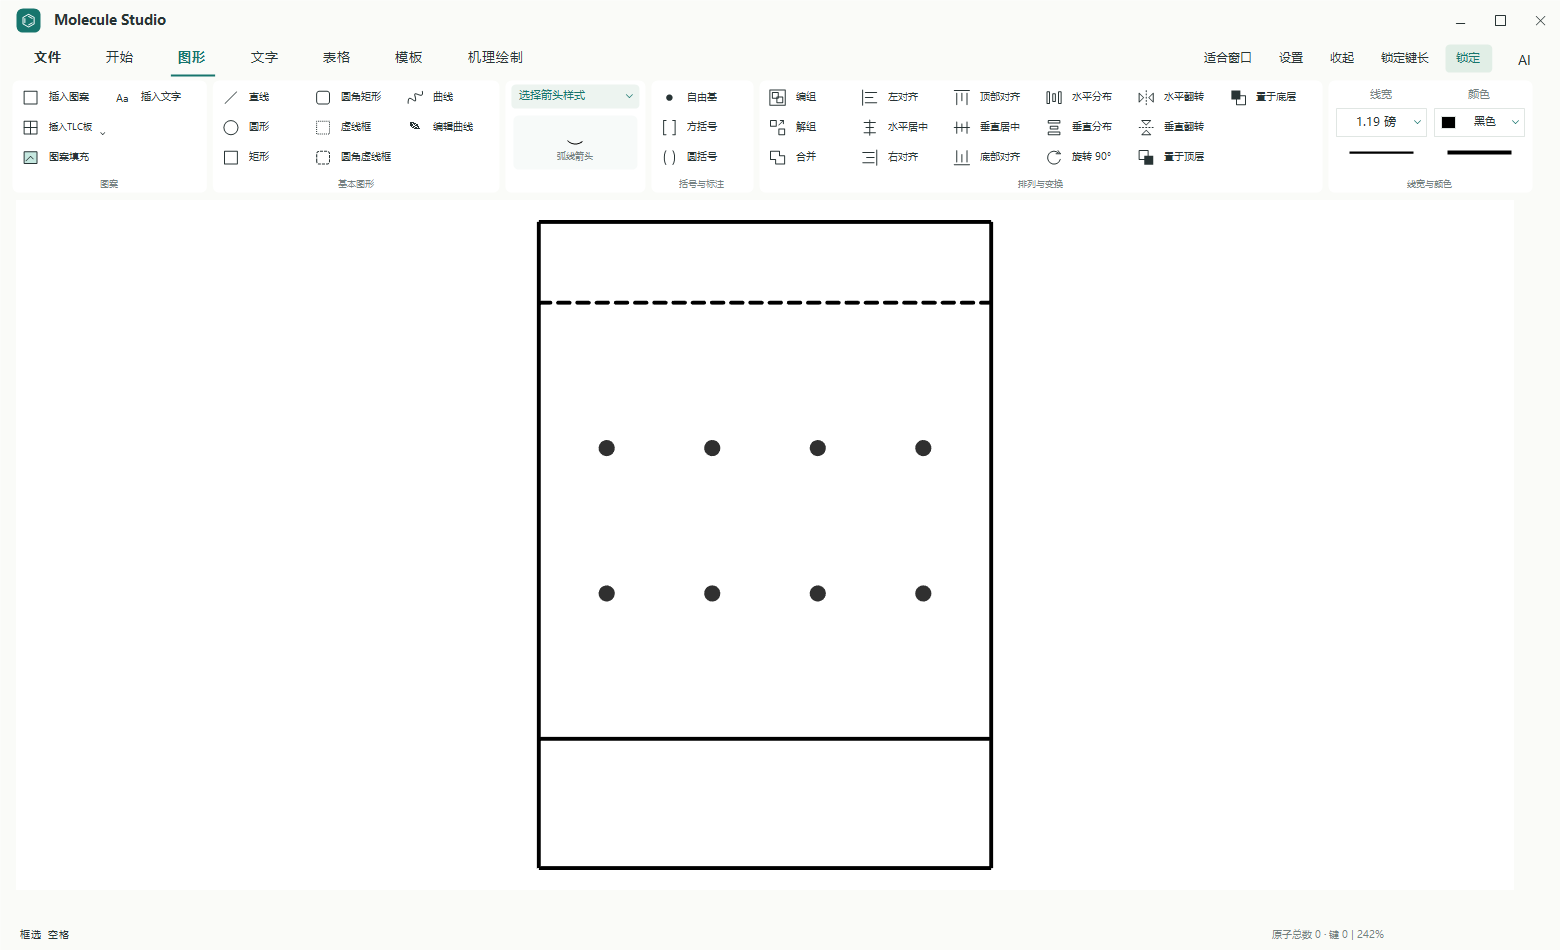 Molecule Studio
文件 开始 图形 文字 表格 模板 机理绘制 适合窗口 设置 收起 锁定键长 锁定 AI
插入图案 Aa 插入文字
插入TLC板
图案填充
图案
直线 圆角矩形 曲线
圆形 虚线框 编辑曲线
矩形 圆角虚线框
基本图形
选择箭头样式
弧线箭头
自由基
方括号
圆括号
括号与标注
编组 左对齐 顶部对齐 水平分布 水平翻转 置于底层
解组 水平居中 垂直居中 垂直分布 垂直翻转
合并 右对齐 底部对齐 旋转 90° 置于顶层
排列与变换
线宽 颜色
1.19 磅 黑色
线宽与颜色
框选 空格
原子总数 0 · 键 0 | 242%